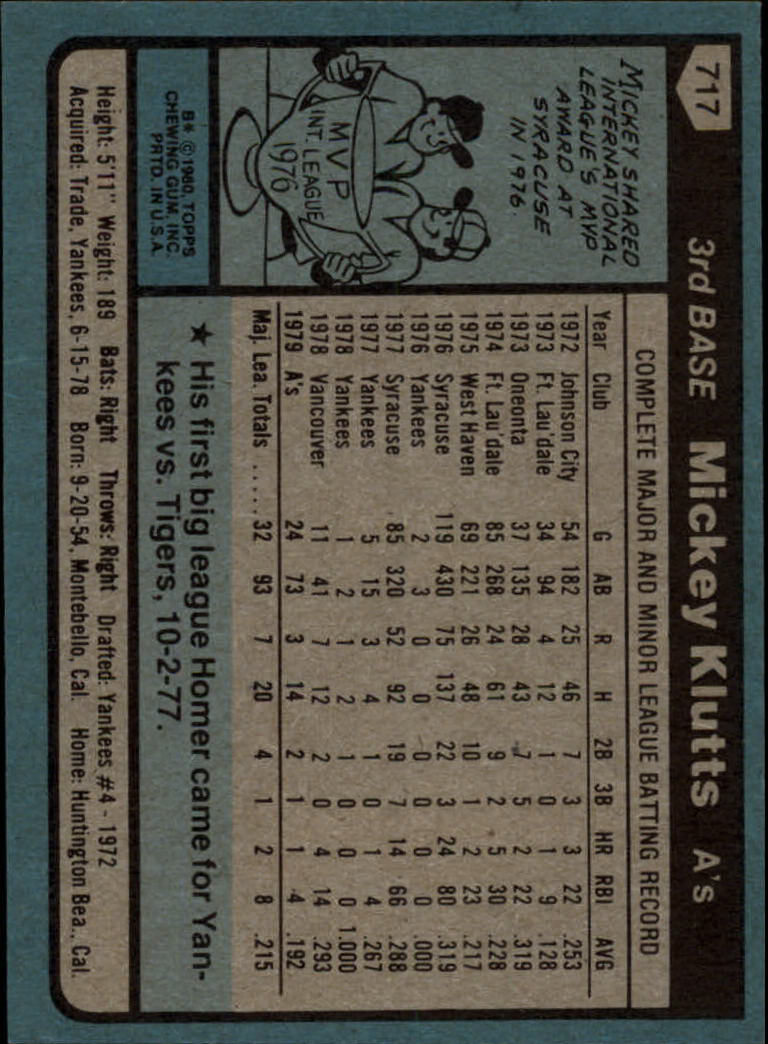 717
3rd BASE Mickey Klutts A's
MICKEY SHARED
INTERNATIONAL
LEAGUE'S MVP
AWARD AT
SYRACUSE
IN 1976.
MVP
INT. LEAGUE
1976
B* © 1980, TOPPS
CHEWING GUM, INC.
PRTD. IN U.S.A.
COMPLETE MAJOR AND MINOR LEAGUE BATTING RECORD
Year Club G AB R H 2B 3B HR RBI AVG
1972 Johnson City 54 182 25 46 7 3 3 22 .253
1973 Ft. Lau'dale 34 94 4 12 1 0 1 9 .128
1973 Oneonta 37 135 28 43 7 5 2 22 .319
1974 Ft. Lau'dale 85 268 24 61 9 2 5 30 .228
1975 West Haven 69 221 26 48 10 1 2 23 .217
1976 Syracuse 119 430 75 137 22 3 24 80 .319
1976 Yankees 2 3 0 0 0 0 0 0 .000
1977 Syracuse 85 320 52 92 19 7 14 66 .288
1977 Yankees 5 15 3 4 1 0 1 4 .267
1978 Yankees 1 2 1 2 1 0 0 0 1.000
1978 Vancouver 11 41 7 12 2 0 4 14 .293
1979 A's 24 73 3 14 2 1 1 4 .192
Maj. Lea. Totals ..... 32 93 7 20 4 1 2 8 .215
★ His first big league Homer came for Yan-
kees vs. Tigers, 10-2-77.
Height: 5'11" Weight: 189 Bats: Right Throws: Right Drafted: Yankees #4 - 1972
Acquired: Trade, Yankees, 6-15-78 Born: 9-20-54, Montebello, Cal. Home: Huntington Bea., Cal.